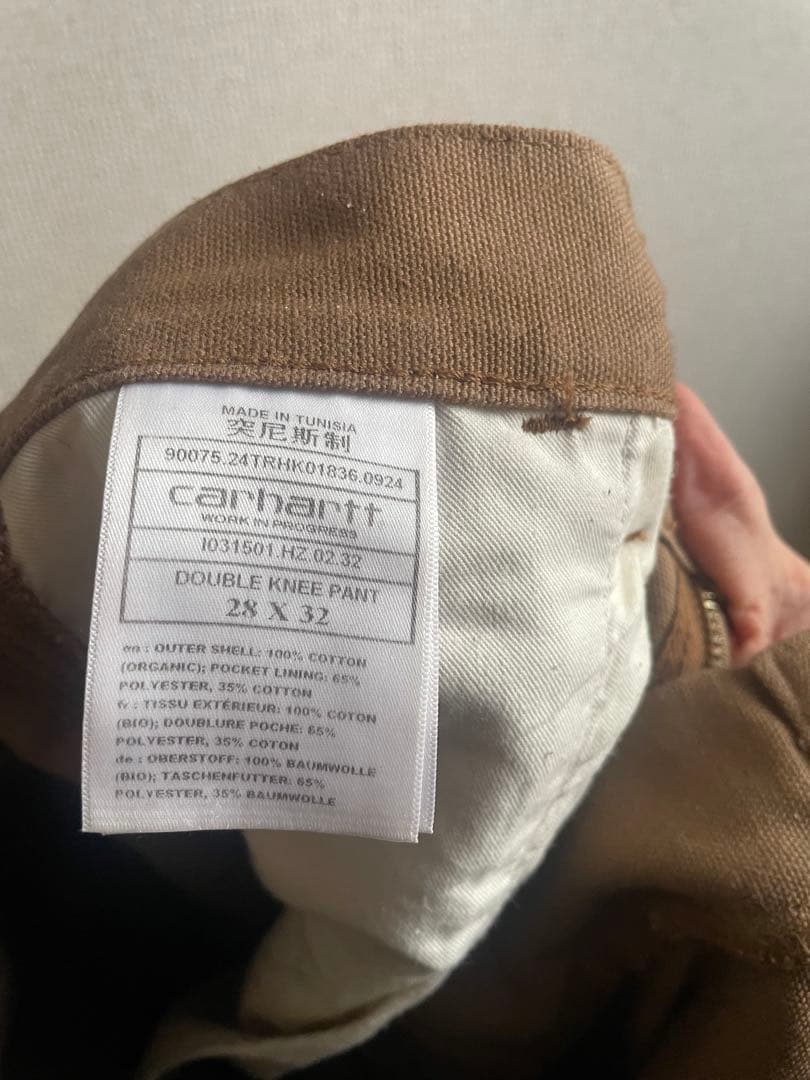 MADE IN TUNISIA
突尼斯制
90075.24TRHK01836.0924
carhartt
WORK IN PROGRESS
I031501.HZ.02.32
DOUBLE KNEE PANT
28 X 32
en : OUTER SHELL: 100% COTTON
(ORGANIC); POCKET LINING: 65%
POLYESTER, 35% COTTON
fr : TISSU EXTÉRIEUR: 100% COTON
(BIO); DOUBLURE POCHE: 65%
POLYESTER, 35% COTON
de : OBERSTOFF: 100% BAUMWOLLE
(BIO); TASCHENFUTTER: 65%
POLYESTER, 35% BAUMWOLLE